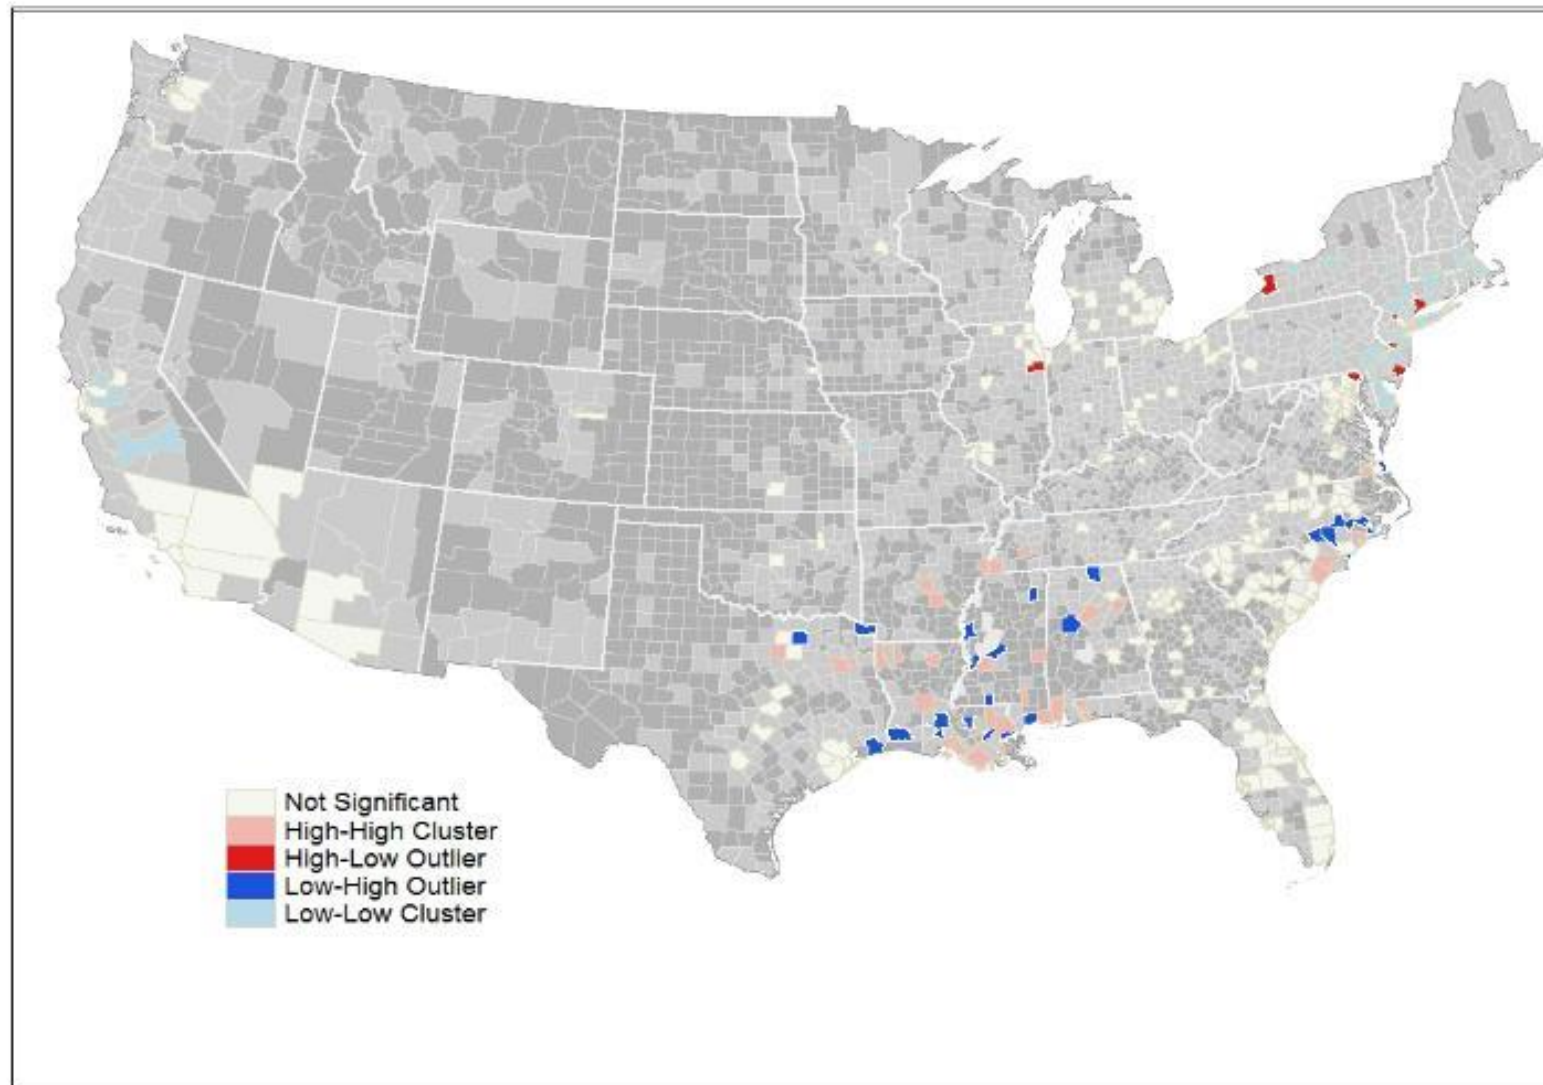 Not Significant
High-High Cluster
High-Low Outlier
Low-High Outlier
Low-Low Cluster